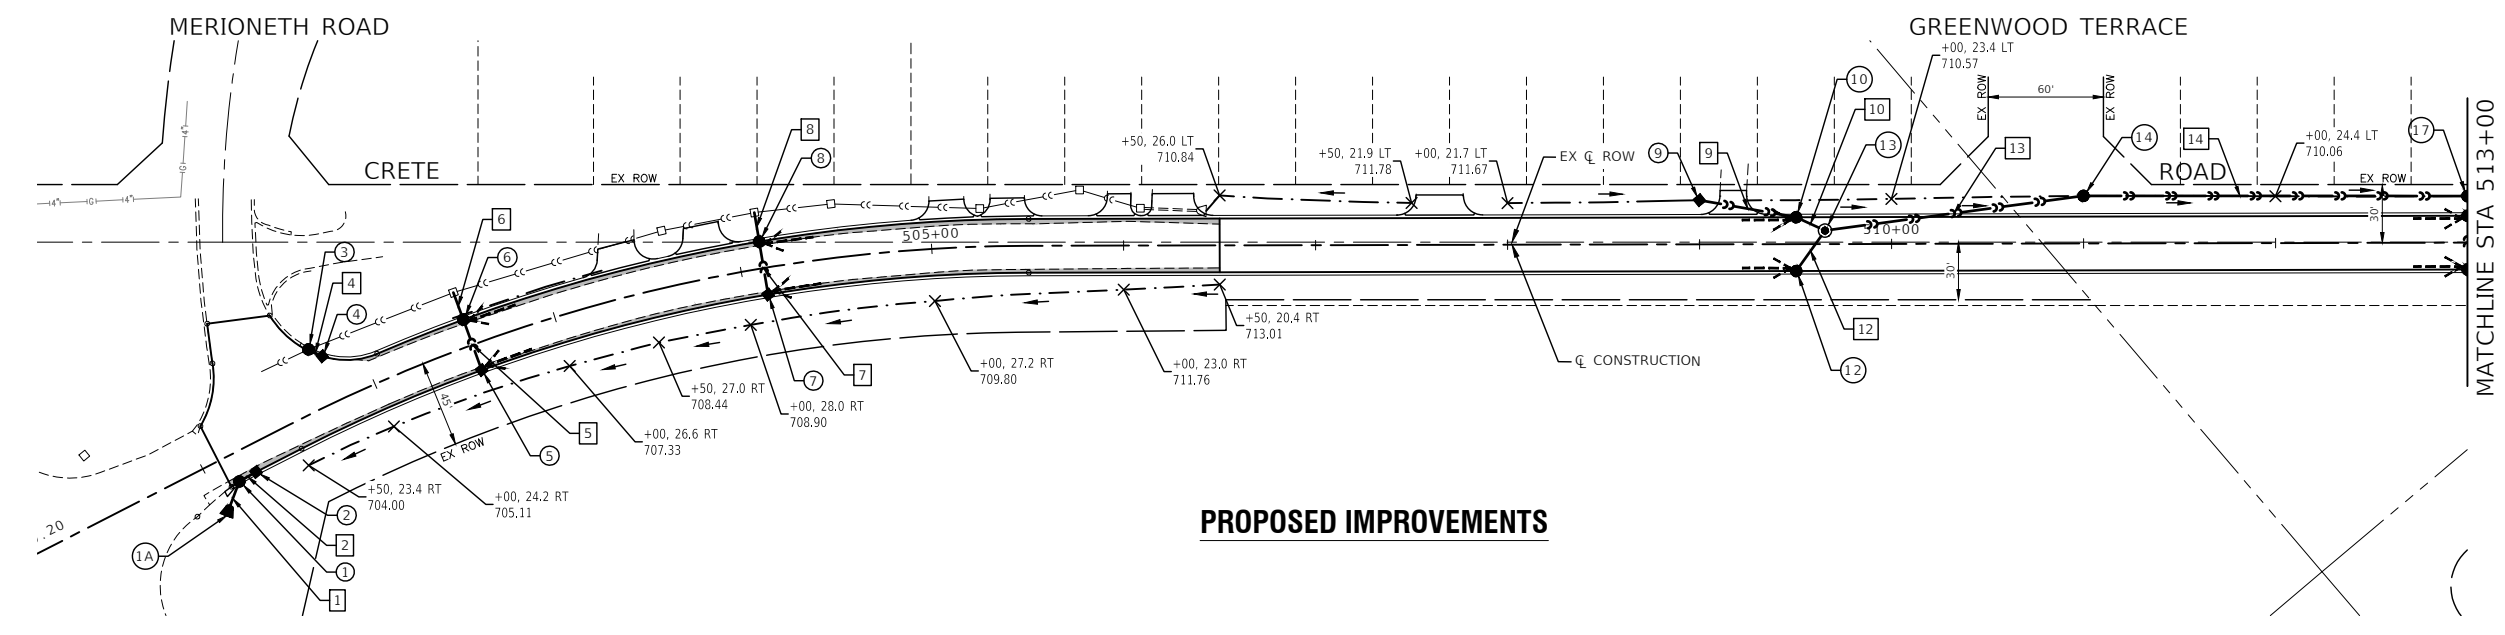 MERIONETH ROAD
GREENWOOD TERRACE
+00, 23.4 LT
710.57
EX ROW
60'
EX ROW
10
10
13
14
14
17
8
8
+50, 26.0 LT
710.84
+50, 21.9 LT
711.78
+00, 21.7 LT
711.67
EX ℄ ROW
9
9
13
+00, 24.4 LT
710.06
CRETE
EX ROW
ROAD
EX ROW
30'
MATCHLINE STA 513+00
4"
G
4"
G
4"
4"
6
6
505+00
510+00
30'
3
4
4
12
12
+50, 20.4 RT
713.01
℄ CONSTRUCTION
+00, 27.2 RT
709.80
+00, 23.0 RT
711.76
7
7
+50, 27.0 RT
708.44
+00, 28.0 RT
708.90
45'
EX ROW
5
5
+00, 26.6 RT
707.33
+50, 23.4 RT
704.00
+00, 24.2 RT
705.11
.20
2
2
1A
1
1
PROPOSED IMPROVEMENTS